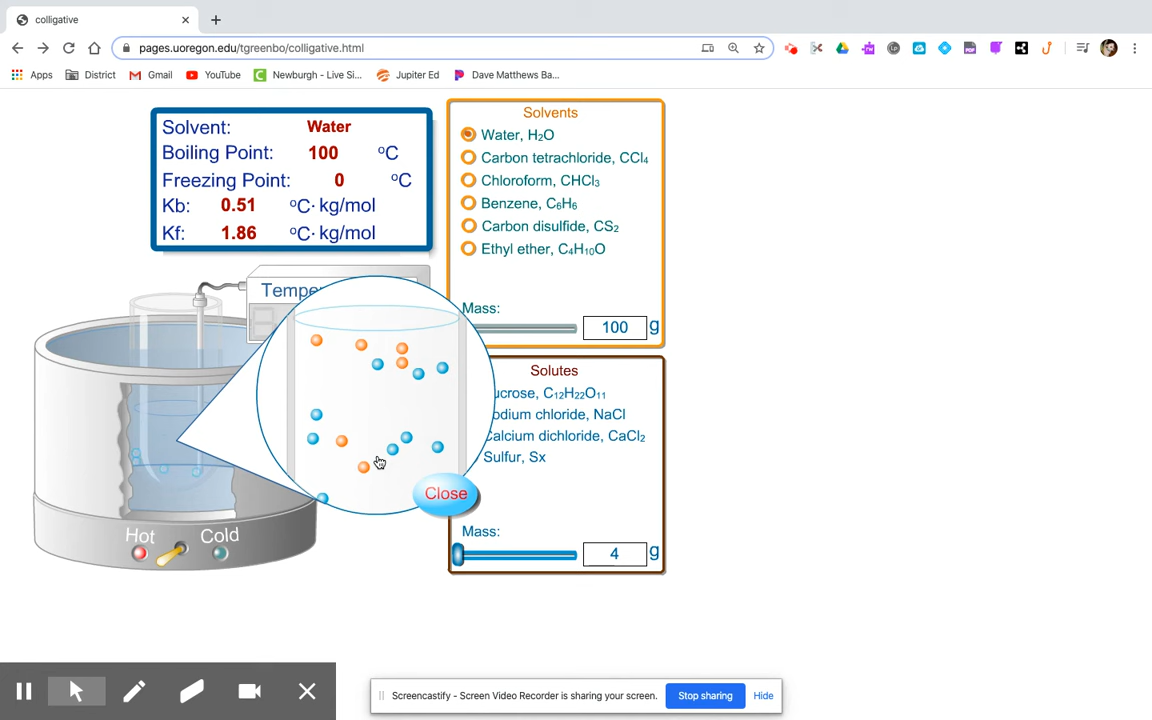 colligative
pages.uoregon.edu/tgreenbo/colligative.html
Apps District Gmail YouTube Newburgh - Live Si... Jupiter Ed Dave Matthews Ba...
Solvent: Water
Boiling Point: 100 °C
Freezing Point: 0 °C
Kb: 0.51 °C·kg/mol
Kf: 1.86 °C·kg/mol
Solvents
Water, H₂O
Carbon tetrachloride, CCl₄
Chloroform, CHCl₃
Benzene, C₆H₆
Carbon disulfide, CS₂
Ethyl ether, C₄H₁₀O
Mass:
100 g
Tempe
Solutes
ucrose, C₁₂H₂₂O₁₁
odium chloride, NaCl
Calcium dichloride, CaCl₂
Sulfur, Sx
Close
Mass:
4 g
Hot Cold
Screencastify - Screen Video Recorder is sharing your screen. Stop sharing Hide